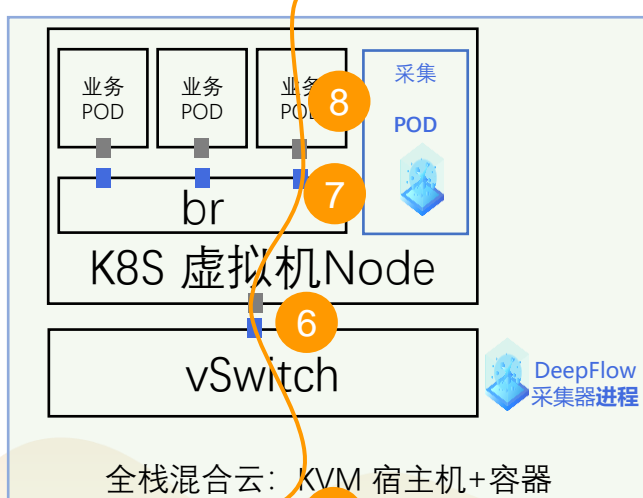 业务
POD
业务
POD
业务
POD
8
采集
POD
7
br
K8S 虚拟机Node
6
vSwitch
DeepFlow
采集器进程
全栈混合云：KVM 宿主机+容器